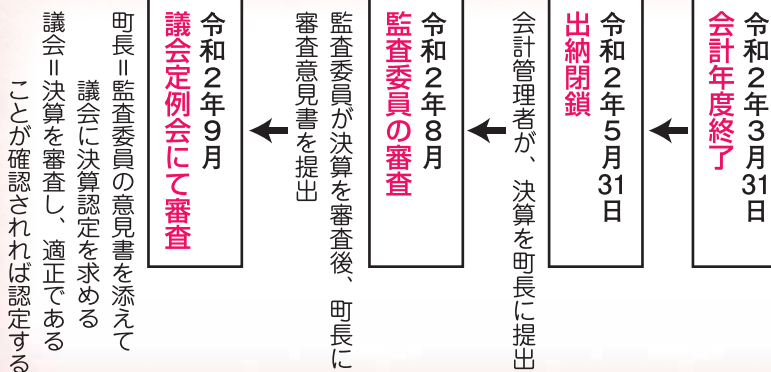 令和2年3月31日
会計年度終了
令和2年5月31日
出納閉鎖
会計管理者が、決算を町長に提出
令和2年8月
監査委員の審査
監査委員が決算を審査後、町長に
審査意見書を提出
令和2年9月
議会定例会にて審査
町長＝監査委員の意見書を添えて
議会に決算認定を求める
議会＝決算を審査し、適正である
ことが確認されれば認定する